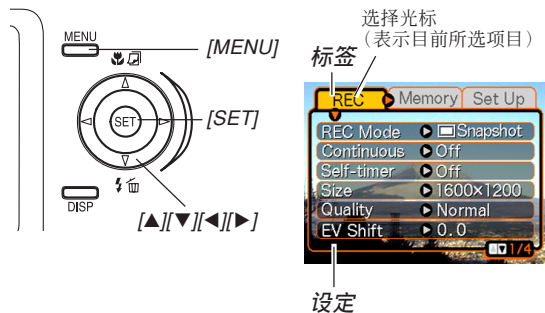 MENU
[MENU]
SET
[SET]
DISP
[▲][▼][◀][▶]
选择光标
（表示目前所选项目）
标签
REC Memory Set Up
REC Mode Snapshot
Continuous Off
Self-timer Off
Size 1600×1200
Quality Normal
EV Shift 0.0
1/4
设定